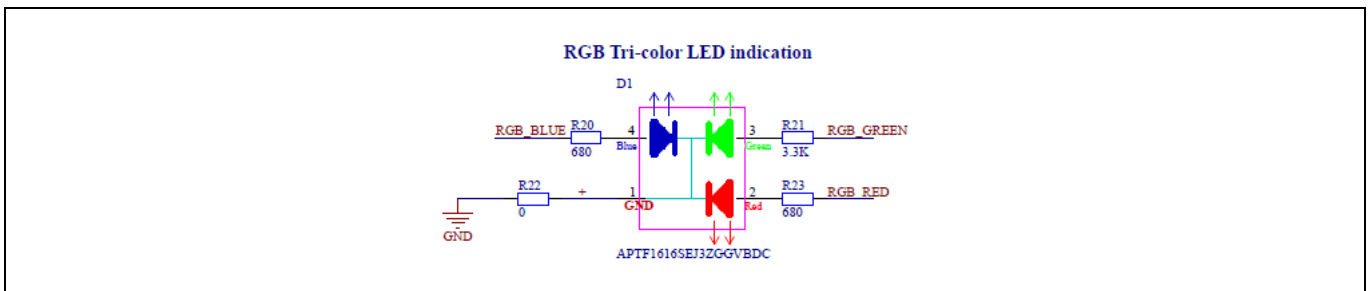 RGB Tri-color LED indication
D1
RGB_BLUE R20 4 3 R21 RGB_GREEN
680 Blue Green 3.3K
R22 + 1 2 R23 RGB_RED
0 GND Red 680
GND
APTF1616SEJ3ZGGVBDC